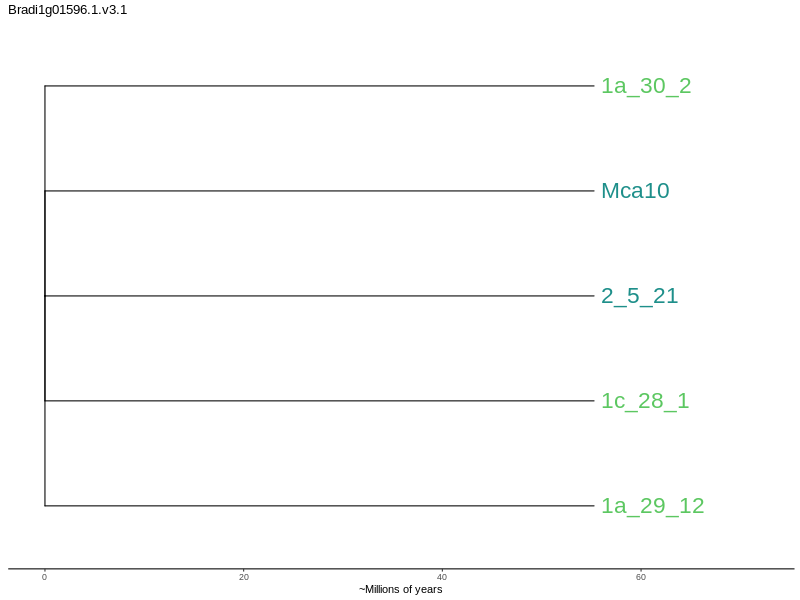 Bradi1g01596.1.v3.1
1a_30_2
Mca10
2_5_21
1c_28_1
1a_29_12
0 20 40 60
~Millions of years